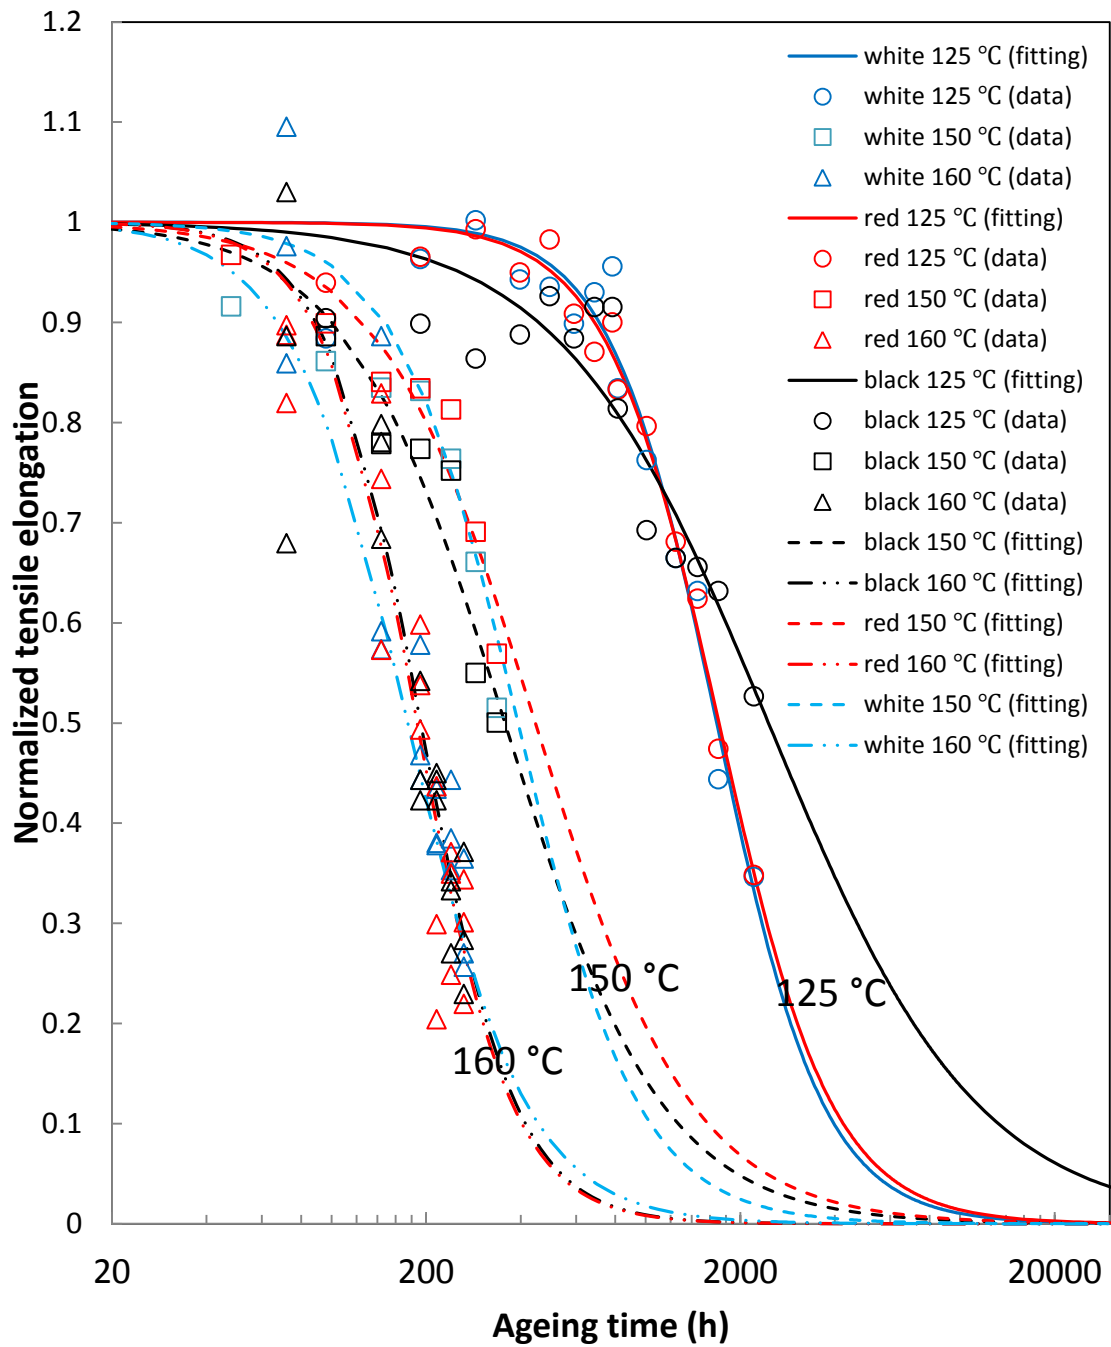 1.2
1.1
1
0.9
0.8
0.7
0.6
0.5
0.4
0.3
0.2
0.1
0
Normalized tensile elongation
white 125 ℃ (fitting)
white 125 ℃ (data)
white 150 ℃ (data)
white 160 ℃ (data)
red 125 ℃ (fitting)
red 125 ℃ (data)
red 150 ℃ (data)
red 160 ℃ (data)
black 125 ℃ (fitting)
black 125 ℃ (data)
black 150 ℃ (data)
black 160 ℃ (data)
black 150 ℃ (fitting)
black 160 ℃ (fitting)
red 150 ℃ (fitting)
red 160 ℃ (fitting)
white 150 ℃ (fitting)
white 160 ℃ (fitting)
150 °C
125 °C
160 °C
20 200 2000 20000
Ageing time (h)